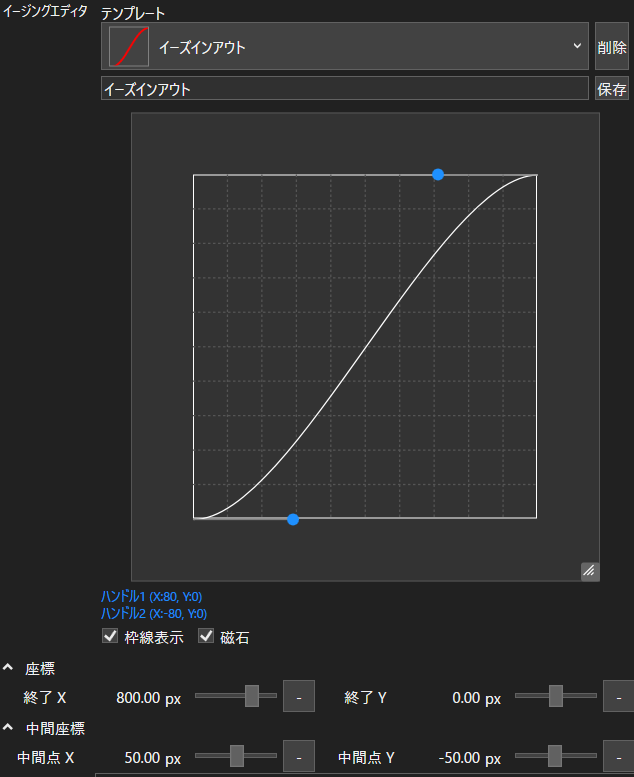 イージングエディタ
テンプレート
イーズインアウト
削除
イーズインアウト
保存
ハンドル1 (X:80, Y:0)
ハンドル2 (X:-80, Y:0)
枠線表示 磁石
座標
終了 X 800.00 px - 終了 Y 0.00 px -
中間座標
中間点 X 50.00 px - 中間点 Y -50.00 px -